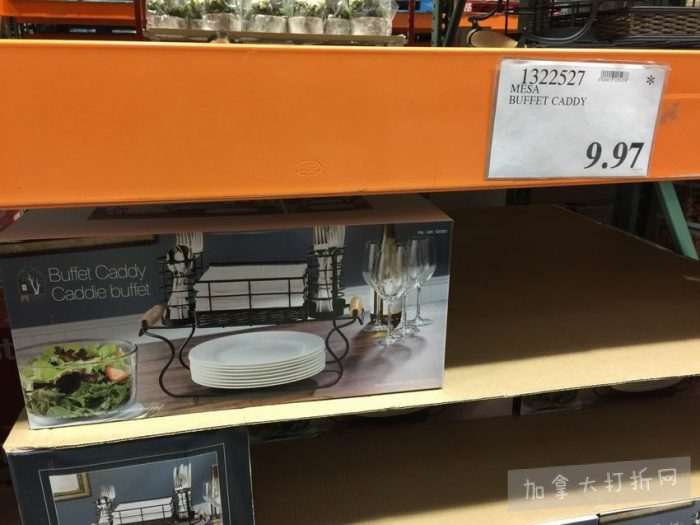 1322527
*
MESA
BUFFET CADDY
9.97
Buffet Caddy
Caddie buffet
加拿大打折网